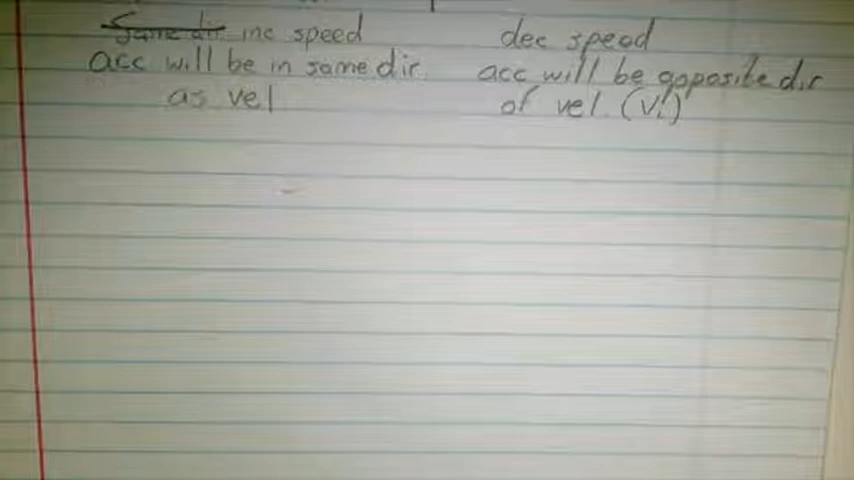 inc speed
acc will be in same dir
as vel
dec speed
acc will be opposite dir
of vel. (Vi)